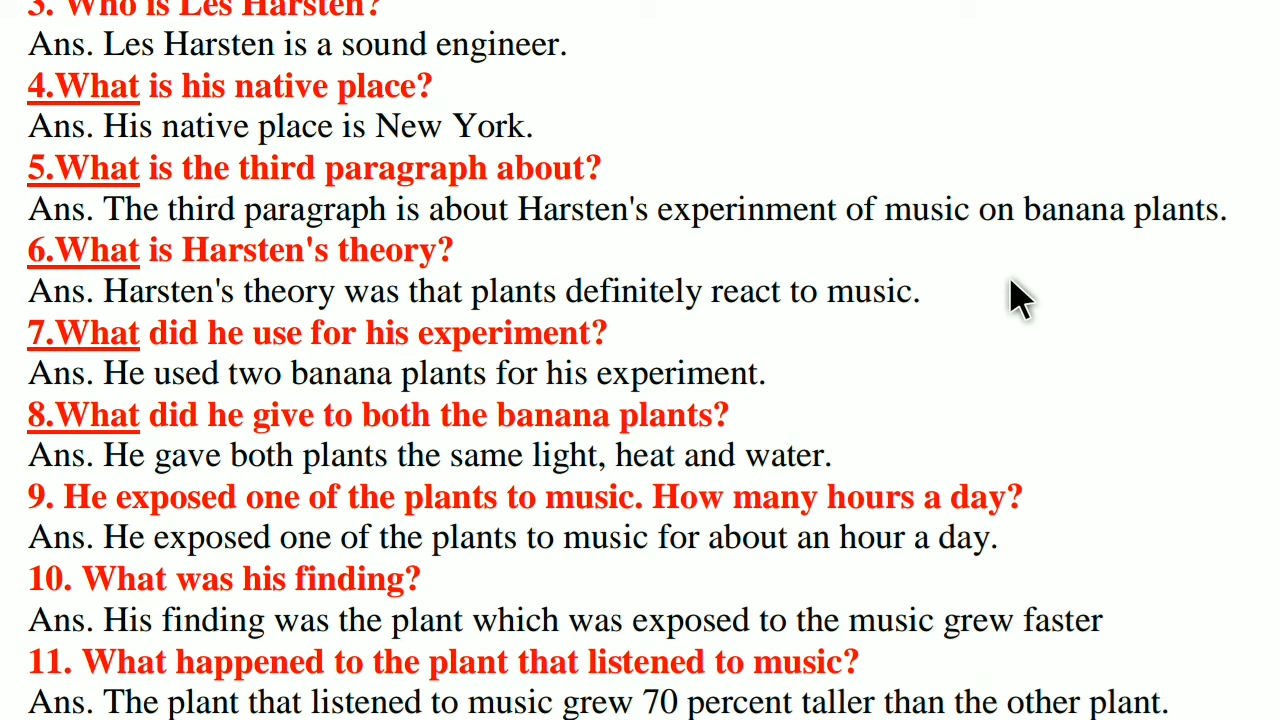 3. Who is Les Harsten?
Ans. Les Harsten is a sound engineer.
4.What is his native place?
Ans. His native place is New York.
5.What is the third paragraph about?
Ans. The third paragraph is about Harsten's experinment of music on banana plants.
6.What is Harsten's theory?
Ans. Harsten's theory was that plants definitely react to music.
7.What did he use for his experiment?
Ans. He used two banana plants for his experiment.
8.What did he give to both the banana plants?
Ans. He gave both plants the same light, heat and water.
9. He exposed one of the plants to music. How many hours a day?
Ans. He exposed one of the plants to music for about an hour a day.
10. What was his finding?
Ans. His finding was the plant which was exposed to the music grew faster
11. What happened to the plant that listened to music?
Ans. The plant that listened to music grew 70 percent taller than the other plant.